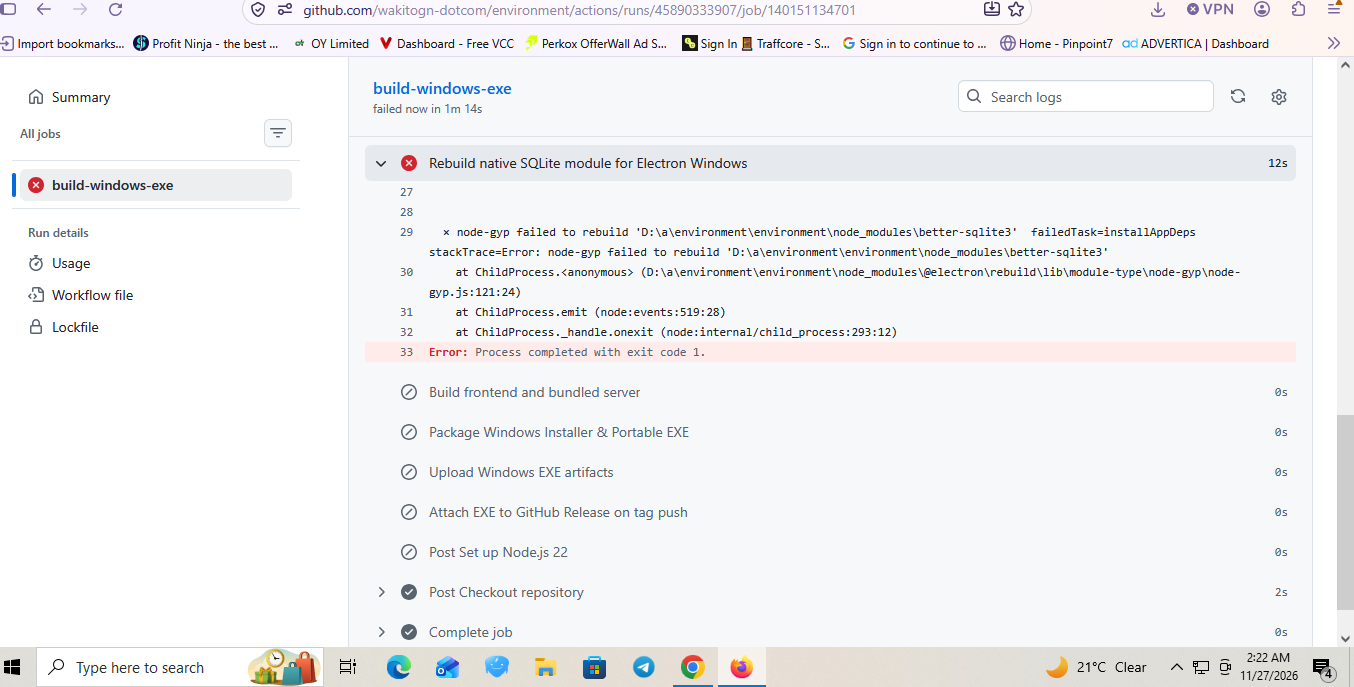 github.com/wakitogn-dotcom/environment/actions/runs/45890333907/job/140151134701
VPN
Import bookmarks...
Profit Ninja - the best ...
OY Limited
Dashboard - Free VCC
Perkox OfferWall Ad S...
Sign In
Traffcore - S...
Sign in to continue to ...
Home - Pinpoint7
ADVERTICA | Dashboard
Summary
All jobs
build-windows-exe
Run details
Usage
Workflow file
Lockfile
build-windows-exe
failed now in 1m 14s
Search logs
Rebuild native SQLite module for Electron Windows 12s
27
28
29 × node-gyp failed to rebuild 'D:\a\environment\environment\node_modules\better-sqlite3'  failedTask=installAppDeps
stackTrace=Error: node-gyp failed to rebuild 'D:\a\environment\environment\node_modules\better-sqlite3'
30 at ChildProcess.<anonymous> (D:\a\environment\environment\node_modules\@electron\rebuild\lib\module-type\node-gyp\node-
gyp.js:121:24)
31 at ChildProcess.emit (node:events:519:28)
32 at ChildProcess._handle.onexit (node:internal/child_process:293:12)
33 Error: Process completed with exit code 1.
Build frontend and bundled server 0s
Package Windows Installer & Portable EXE 0s
Upload Windows EXE artifacts 0s
Attach EXE to GitHub Release on tag push 0s
Post Set up Node.js 22 0s
Post Checkout repository 2s
Complete job 0s
Type here to search
21°C Clear
2:22 AM
11/27/2026
4